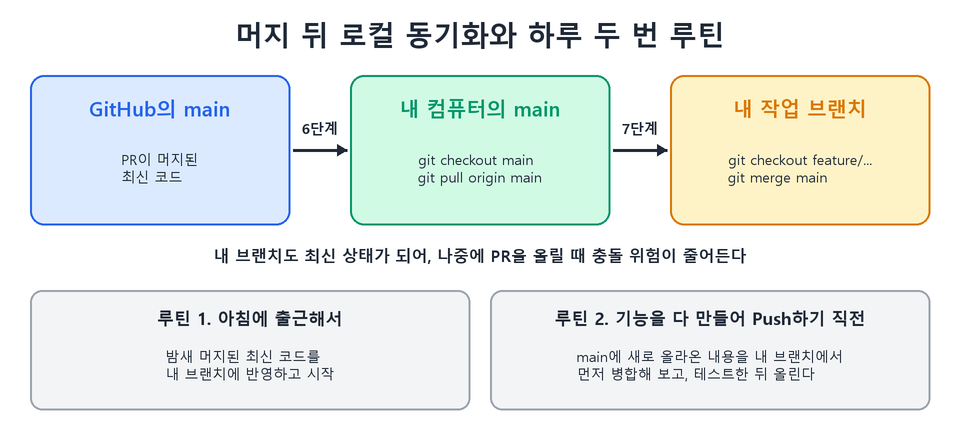 머지 뒤 로컬 동기화와 하루 두 번 루틴
GitHub의 main
PR이 머지된
최신 코드
6단계
내 컴퓨터의 main
git checkout main
git pull origin main
7단계
내 작업 브랜치
git checkout feature/...
git merge main
내 브랜치도 최신 상태가 되어, 나중에 PR을 올릴 때 충돌 위험이 줄어든다
루틴 1. 아침에 출근해서
밤새 머지된 최신 코드를
내 브랜치에 반영하고 시작
루틴 2. 기능을 다 만들어 Push하기 직전
main에 새로 올라온 내용을 내 브랜치에서
먼저 병합해 보고, 테스트한 뒤 올린다